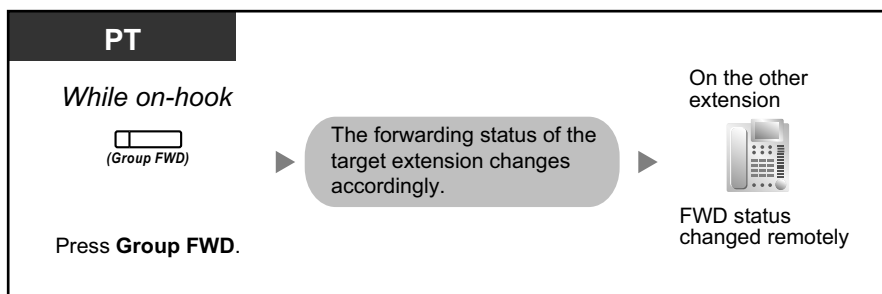 PT
While on-hook
(Group FWD)
Press Group FWD.
The forwarding status of the
target extension changes
accordingly.
On the other
extension
FWD status
changed remotely